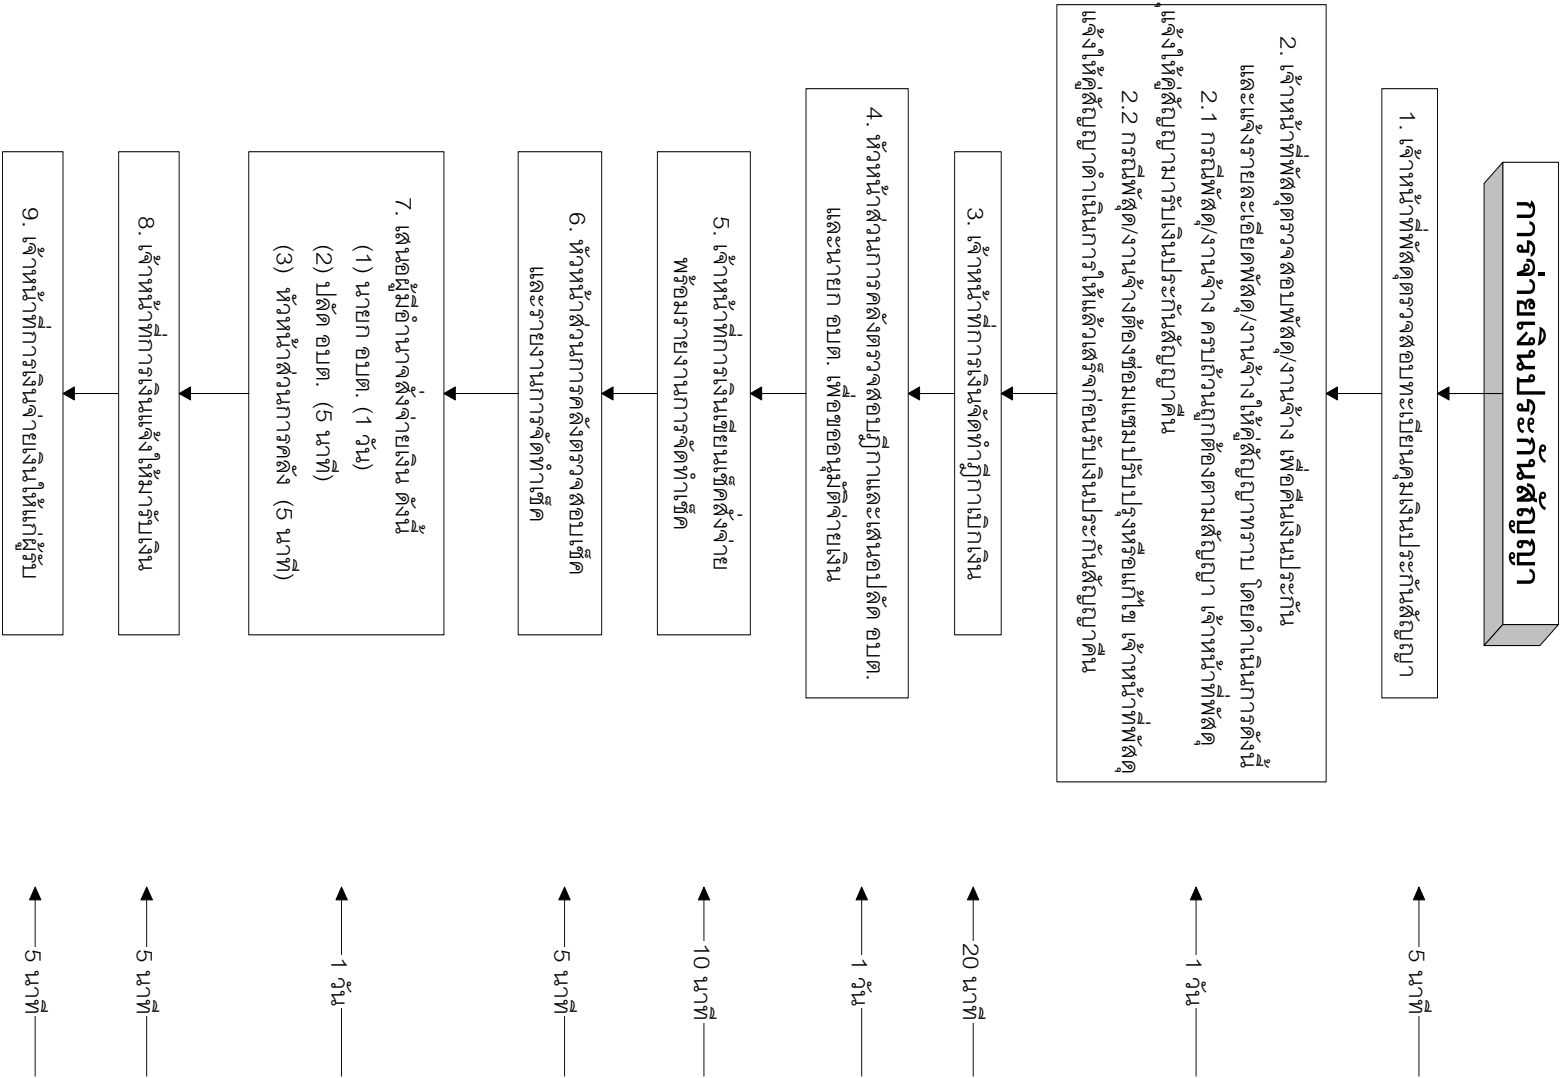 การจ่ายเงินประกันสัญญา
1. เจ้าหน้าที่พัสดุตรวจสอบทะเบียนคุมเงินประกันสัญญา
5 นาที
2. เจ้าหน้าที่พัสดุตรวจสอบพัสดุ/งานจ้าง เพื่อคืนเงินประกัน
และแจ้งรายละเอียดพัสดุ/งานจ้างให้คู่สัญญาทราบ โดยดำเนินการดังนี้
2.1 กรณีพัสดุ/งานจ้าง ครบถ้วนถูกต้องตามสัญญา เจ้าหน้าที่พัสดุ
แจ้งให้คู่สัญญามารับเงินประกันสัญญาคืน
2.2 กรณีพัสดุ/งานจ้างต้องซ่อมแซมปรับปรุงหรือแก้ไข เจ้าหน้าที่พัสดุ
แจ้งให้คู่สัญญาดำเนินการให้แล้วเสร็จก่อนรับเงินประกันสัญญาคืน
1 วัน
3. เจ้าหน้าที่การเงินจัดทำฎีกาเบิกเงิน
20 นาที
4. หัวหน้าส่วนการคลังตรวจสอบฎีกาและเสนอปลัด อบต.
และนายก อบต. เพื่อขออนุมัติจ่ายเงิน
1 วัน
5. เจ้าหน้าที่การเงินเขียนเช็คสั่งจ่าย
พร้อมรายงานการจัดทำเช็ค
10 นาที
6. หัวหน้าส่วนการคลังตรวจสอบเช็ค
และรายงานการจัดทำเช็ค
5 นาที
7. เสนอผู้มีอำนาจสั่งจ่ายเงิน ดังนี้
(1) นายก อบต. (1 วัน)
(2) ปลัด อบต. (5 นาที)
(3) หัวหน้าส่วนการคลัง (5 นาที)
1 วัน
8. เจ้าหน้าที่การเงินแจ้งให้มารับเงิน
5 นาที
9. เจ้าหน้าที่การเงินจ่ายเงินให้แก่ผู้รับ
5 นาที